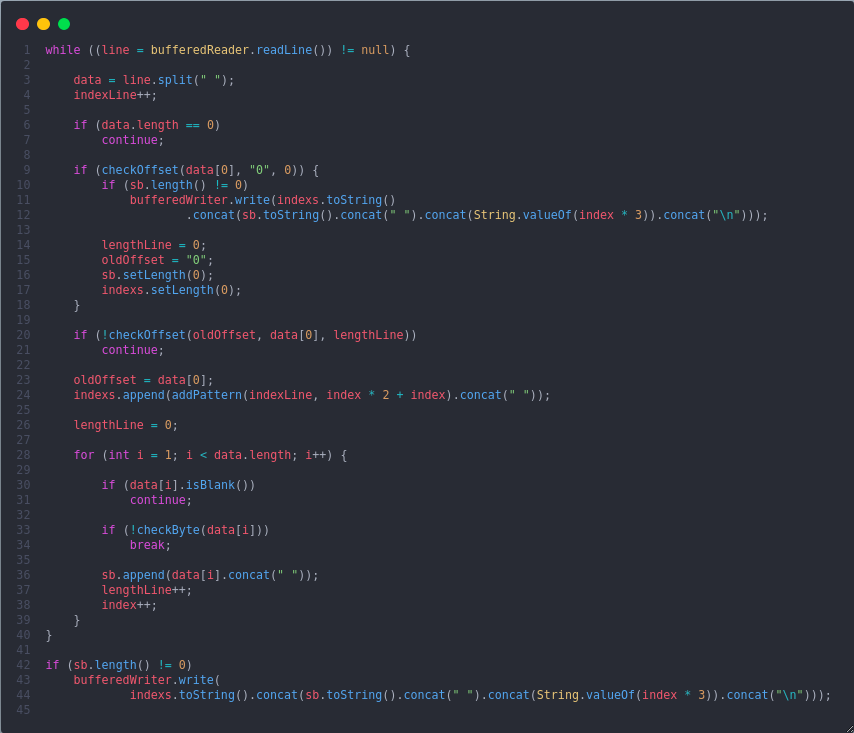 1 while ((line = bufferedReader.readLine()) != null) {
2
3     data = line.split(" ");
4     indexLine++;
5
6     if (data.length == 0)
7         continue;
8
9     if (checkOffset(data[0], "0", 0)) {
10         if (sb.length() != 0)
11             bufferedWriter.write(indexs.toString()
12                     .concat(sb.toString().concat(" ").concat(String.valueOf(index * 3)).concat("\n")));
13
14         lengthLine = 0;
15         oldOffset = "0";
16         sb.setLength(0);
17         indexs.setLength(0);
18     }
19
20     if (!checkOffset(oldOffset, data[0], lengthLine))
21         continue;
22
23     oldOffset = data[0];
24     indexs.append(addPattern(indexLine, index * 2 + index).concat(" "));
25
26     lengthLine = 0;
27
28     for (int i = 1; i < data.length; i++) {
29
30         if (data[i].isBlank())
31             continue;
32
33         if (!checkByte(data[i]))
34             break;
35
36         sb.append(data[i].concat(" "));
37         lengthLine++;
38         index++;
39     }
40 }
41
42 if (sb.length() != 0)
43     bufferedWriter.write(
44             indexs.toString().concat(sb.toString().concat(" ").concat(String.valueOf(index * 3)).concat("\n")));
45